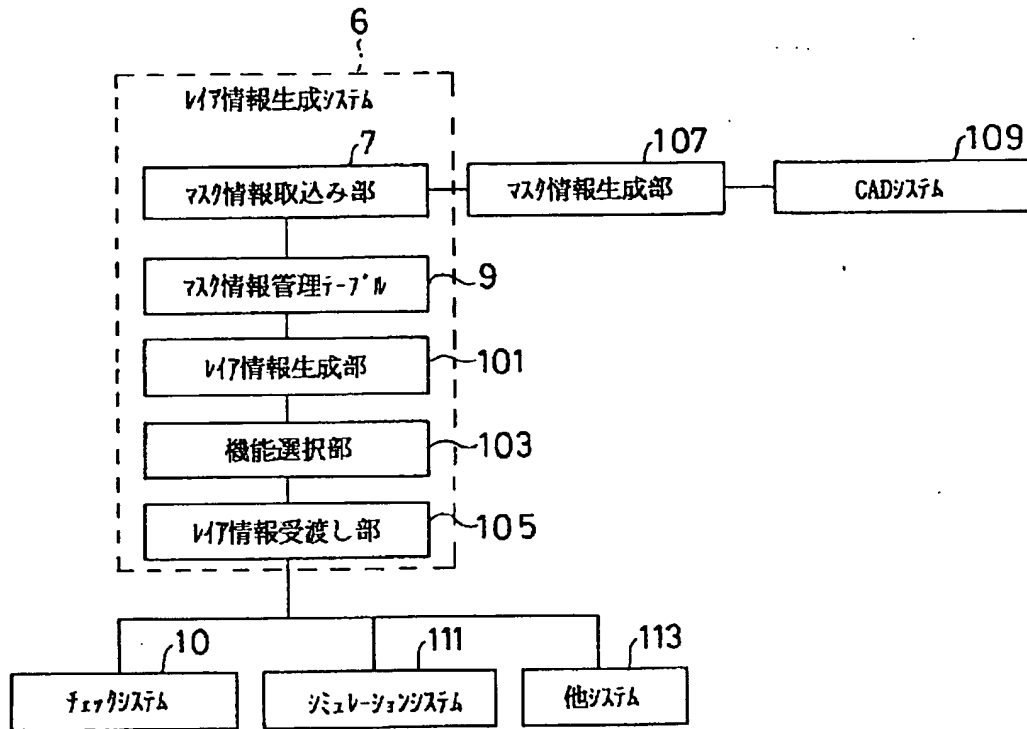 6
レイア情報生成システム
7
マスク情報取込み部
107
マスク情報生成部
109
CADシステム
マスク情報管理テーブル
9
レイア情報生成部
101
機能選択部
103
レイア情報受渡し部
105
10
チェックシステム
111
シミュレーションシステム
113
他システム